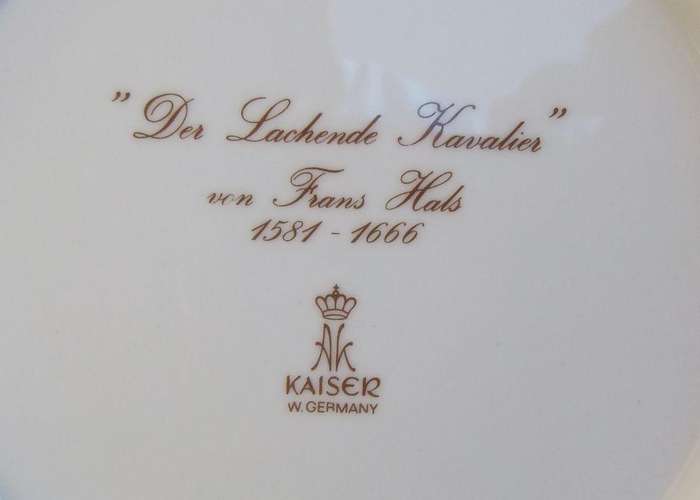 "Der Lachende Kavalier"
von Frans Hals
1581 - 1666
AK
KAISER
W. GERMANY